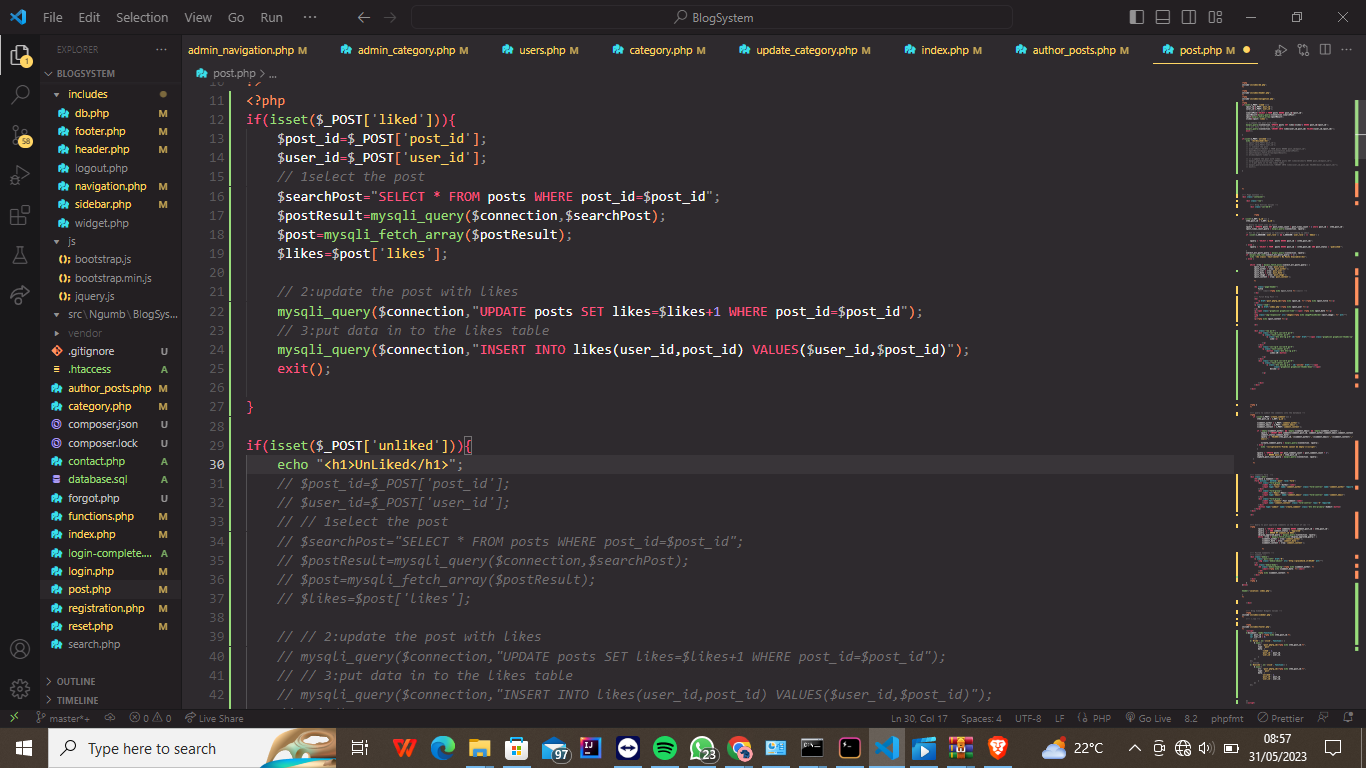 File Edit Selection View Go Run ··· BlogSystem
EXPLORER ···
admin_navigation.php M admin_category.php M users.php M category.php M update_category.php M index.php M author_posts.php M post.php M
BLOGSYSTEM
post.php > ...
includes
db.php M
footer.php M
header.php M
logout.php
navigation.php M
sidebar.php M
widget.php
js
bootstrap.js
bootstrap.min.js
jquery.js
src\Ngumb\BlogSys...
vendor
.gitignore U
.htaccess A
author_posts.php M
category.php M
composer.json U
composer.lock U
contact.php A
database.sql A
forgot.php U
functions.php M
index.php M
login-complete.... A
login.php M
post.php M
registration.php M
reset.php M
search.php
OUTLINE
TIMELINE
10 ?>
11 <?php
12 if(isset($_POST['liked'])){
13 $post_id=$_POST['post_id'];
14 $user_id=$_POST['user_id'];
15 // 1select the post
16 $searchPost="SELECT * FROM posts WHERE post_id=$post_id";
17 $postResult=mysqli_query($connection,$searchPost);
18 $post=mysqli_fetch_array($postResult);
19 $likes=$post['likes'];
20
21 // 2:update the post with likes
22 mysqli_query($connection,"UPDATE posts SET likes=$likes+1 WHERE post_id=$post_id");
23 // 3:put data in to the likes table
24 mysqli_query($connection,"INSERT INTO likes(user_id,post_id) VALUES($user_id,$post_id)");
25 exit();
26
27 }
28
29 if(isset($_POST['unliked'])){
30 echo "<h1>UnLiked</h1>";
31 // $post_id=$_POST['post_id'];
32 // $user_id=$_POST['user_id'];
33 // // 1select the post
34 // $searchPost="SELECT * FROM posts WHERE post_id=$post_id";
35 // $postResult=mysqli_query($connection,$searchPost);
36 // $post=mysqli_fetch_array($postResult);
37 // $likes=$post['likes'];
38
39 // // 2:update the post with likes
40 // mysqli_query($connection,"UPDATE posts SET likes=$likes+1 WHERE post_id=$post_id");
41 // // 3:put data in to the likes table
42 // mysqli_query($connection,"INSERT INTO likes(user_id,post_id) VALUES($user_id,$post_id)");
1
58
master*+ 0 0 Live Share Ln 30, Col 17 Spaces: 4 UTF-8 LF PHP Go Live 8.2 phpfmt Prettier
Type here to search 97 23 22°C 08:57
31/05/2023